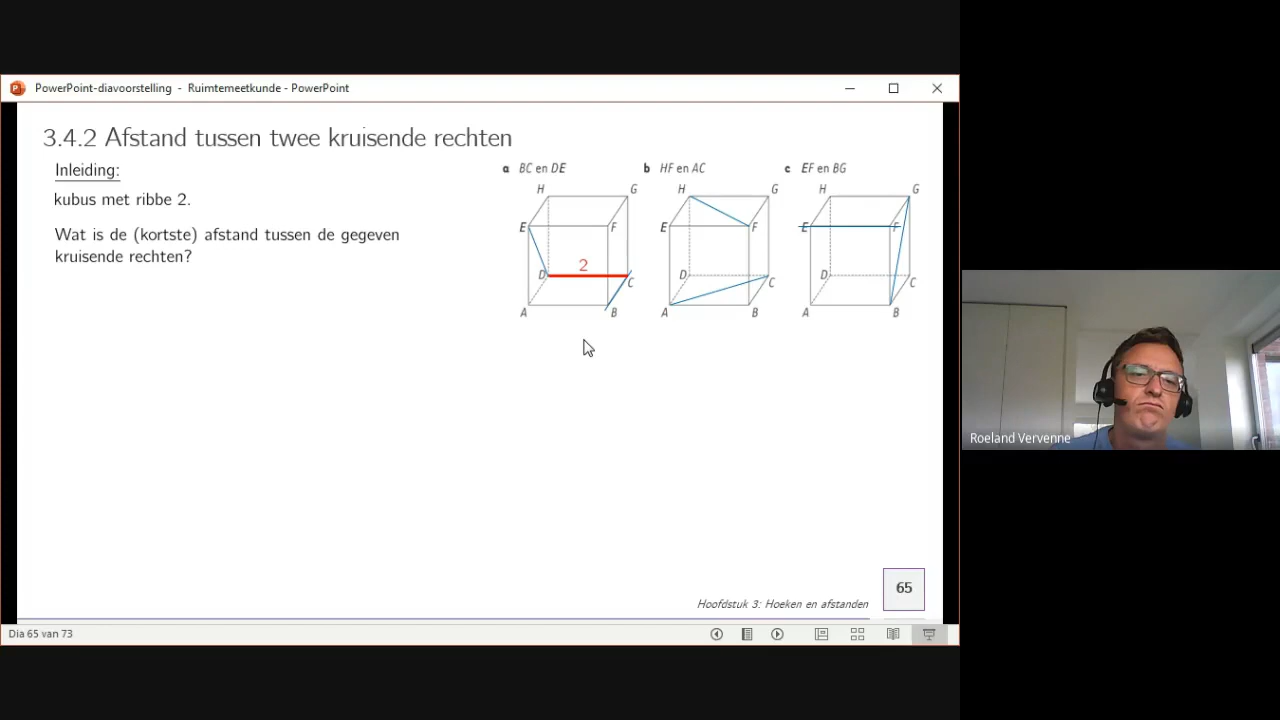 PowerPoint-diavoorstelling - Ruimtemeetkunde - PowerPoint
3.4.2 Afstand tussen twee kruisende rechten
Inleiding:
kubus met ribbe 2.
Wat is de (kortste) afstand tussen de gegeven
kruisende rechten?
a BC en DE
H G
E F
2
D C
A B
b HF en AC
H G
E F
D C
A B
c EF en BG
H G
E F
D C
A B
65
Hoofdstuk 3: Hoeken en afstanden
Dia 65 van 73
Roeland Vervenne